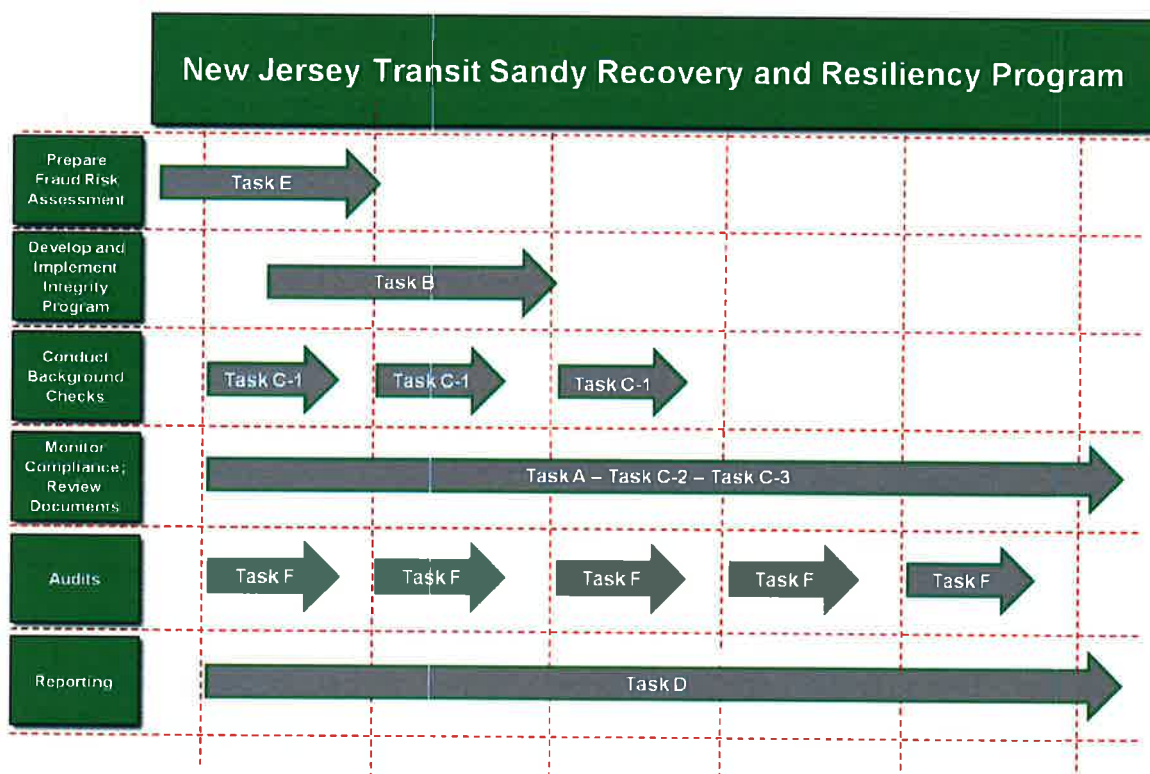 New Jersey Transit Sandy Recovery and Resiliency Program
Prepare
Fraud Risk
Assessment
Task E
Develop and
Implement
Integrity
Program
Task B
Conduct
Background
Checks
Task C-1
Task C-1
Task C-1
Monitor
Compliance;
Review
Documents
Task A – Task C-2 – Task C-3
Audits
Task F
Task F
Task F
Task F
Task F
Reporting
Task D